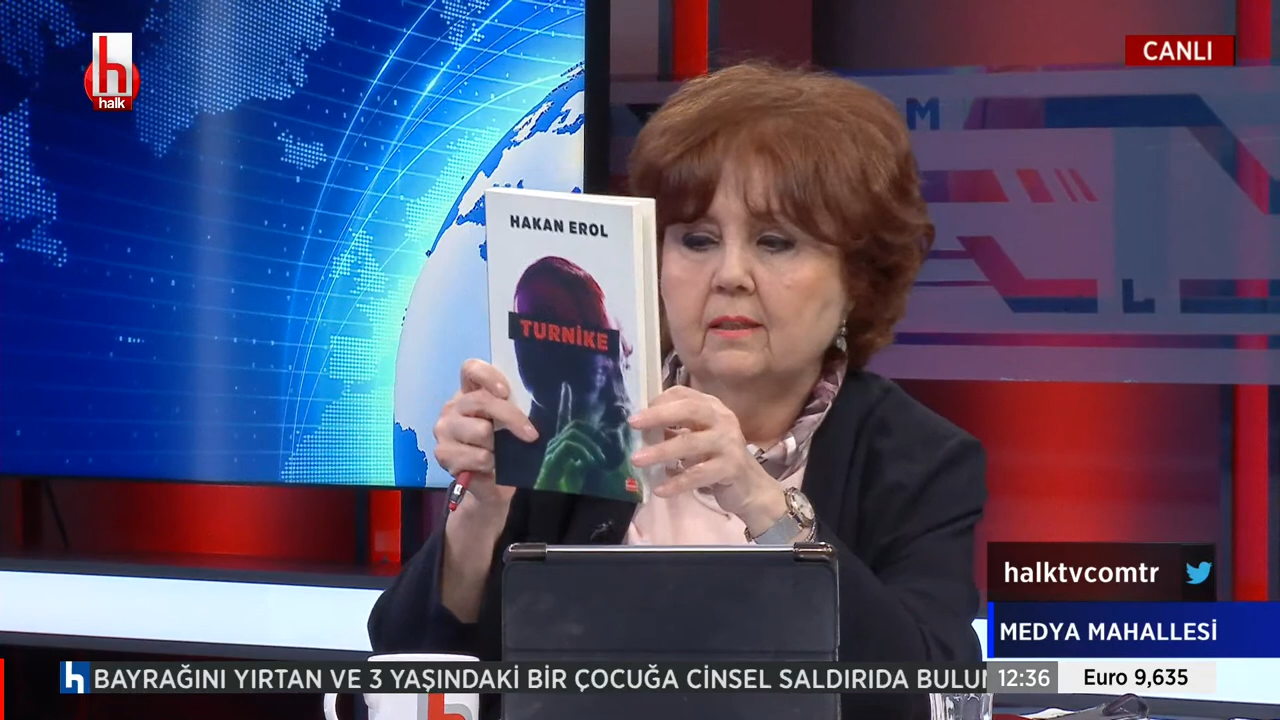 h
halk
CANLI
M
HAKAN EROL
TURNİKE
L
halktvcomtr
MEDYA MAHALLESİ
h BAYRAĞINI YIRTAN VE 3 YAŞINDAKİ BİR ÇOCUĞA CİNSEL SALDIRIDA BULUN
12:36
Euro 9,635
h